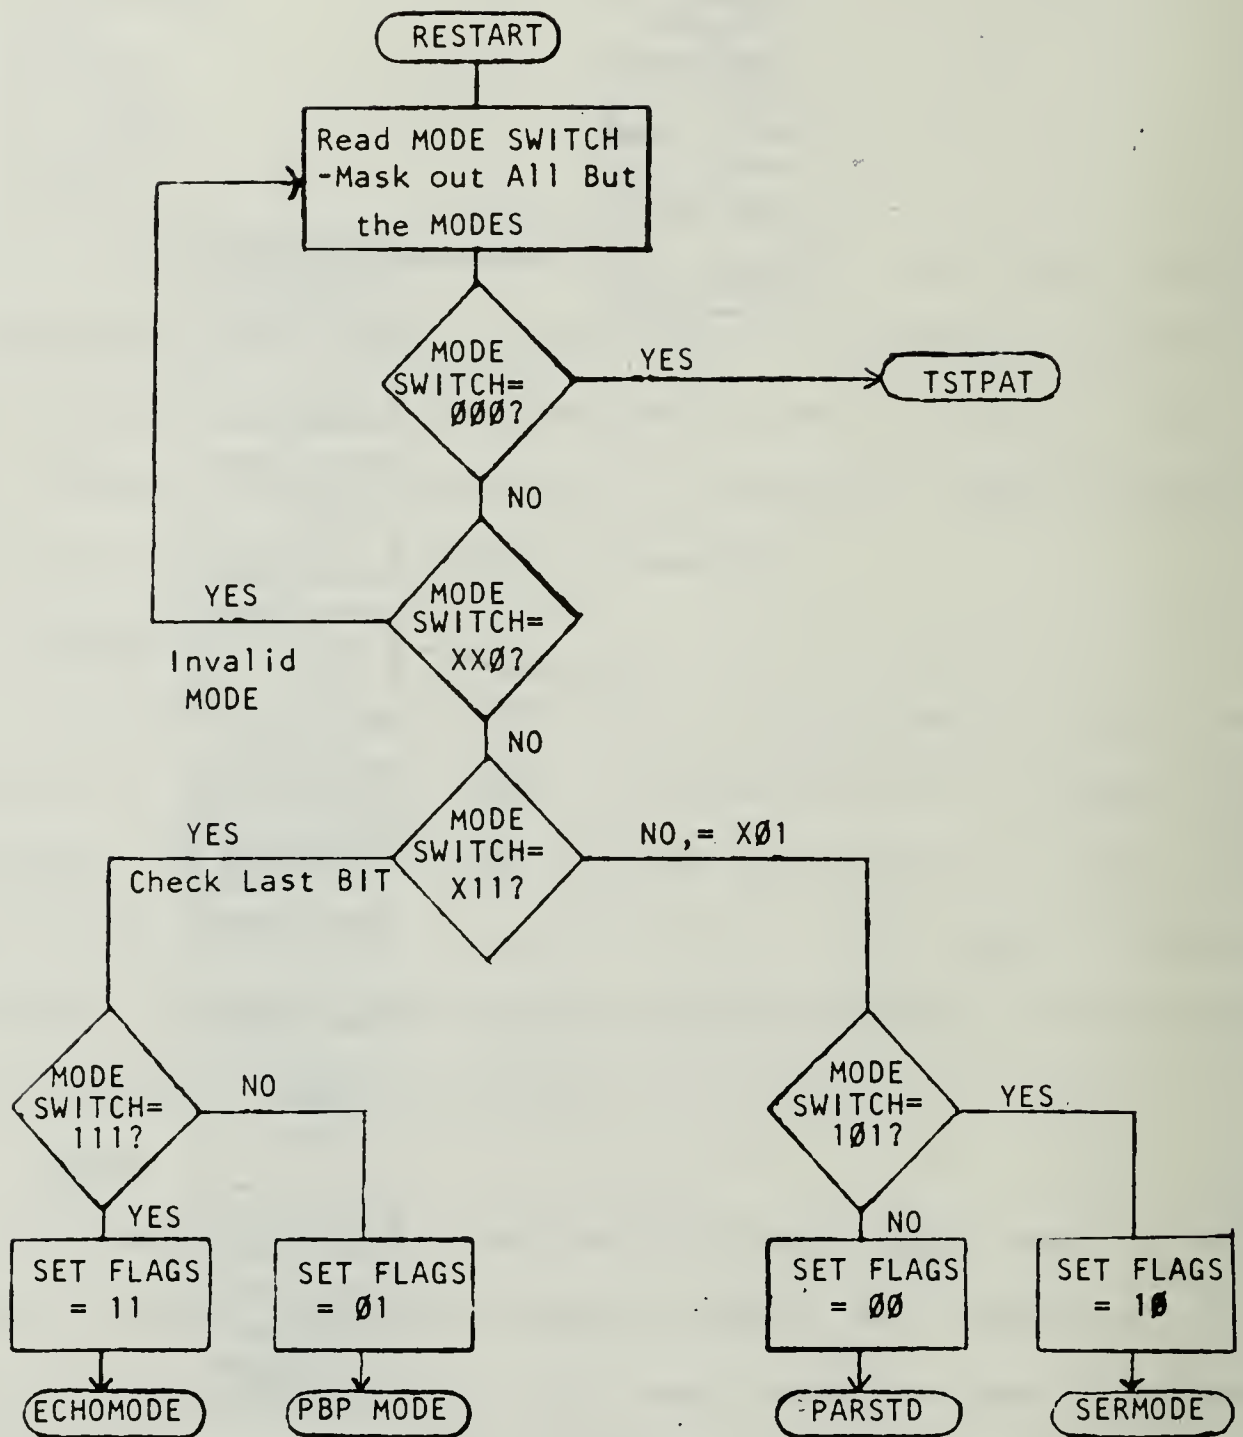 RESTART
Read MODE SWITCH
-Mask out All But
the MODES
MODE
SWITCH=
ØØØ?
YES
TSTPAT
NO
MODE
SWITCH=
XXØ?
YES
Invalid
MODE
NO
MODE
SWITCH=
X11?
YES
Check Last BIT
NO,= XØ1
MODE
SWITCH=
111?
NO
YES
MODE
SWITCH=
1Ø1?
YES
NO
SET FLAGS
= 11
SET FLAGS
= Ø1
SET FLAGS
= ØØ
SET FLAGS
= 1Ø
ECHOMODE
PBP MODE
PARSTD
SERMODE